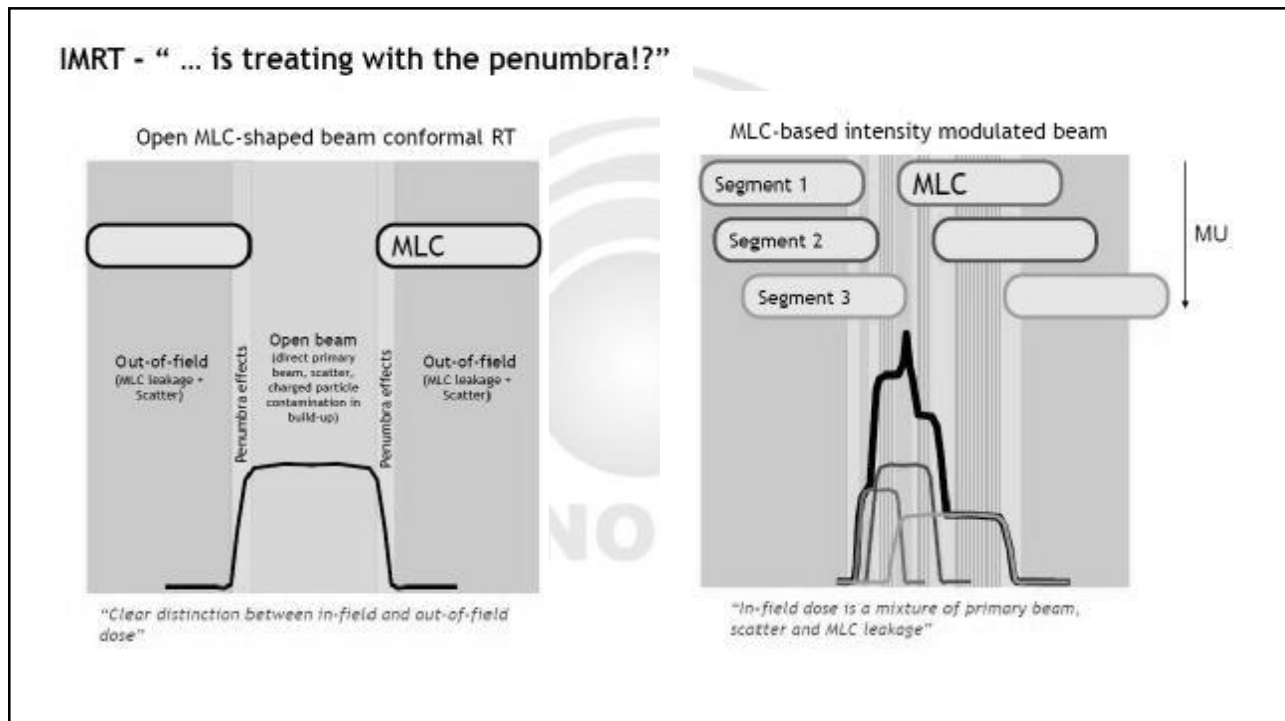 IMRT - “ ... is treating with the penumbra!?”
Open MLC-shaped beam conformal RT
MLC
Out-of-field
(MLC leakage +
Scatter)
Penumbra effects
Open beam
(direct primary
beam, scatter,
charged particle
contamination in
build-up)
Penumbra effects
Out-of-field
(MLC leakage +
Scatter)
“Clear distinction between in-field and out-of-field
dose”
MLC-based intensity modulated beam
Segment 1
MLC
Segment 2
Segment 3
MU
“In-field dose is a mixture of primary beam,
scatter and MLC leakage”
NO